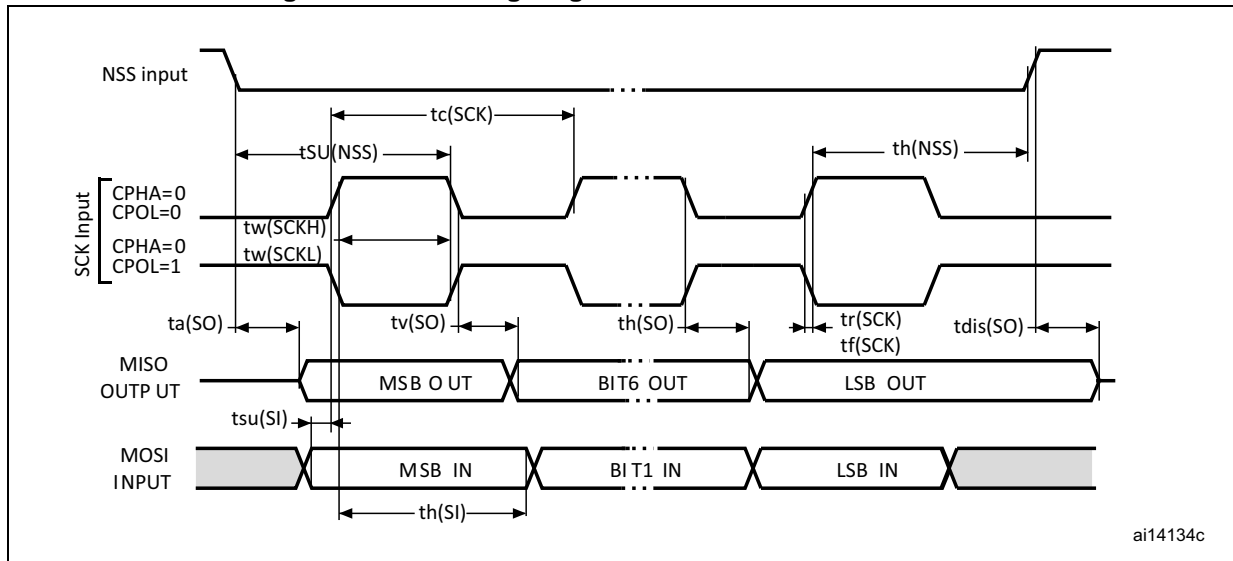 NSS input
tc(SCK)
tSU(NSS)
th(NSS)
SCK Input
CPHA=0
CPOL=0
tw(SCKH)
CPHA=0
tw(SCKL)
CPOL=1
ta(SO)
tv(SO)
th(SO)
tr(SCK)
tf(SCK)
tdis(SO)
MISO
OUTP UT
MSB O UT
BIT6 OUT
LSB OUT
tsu(SI)
MOSI
INPUT
MSB IN
BIT1 IN
LSB IN
th(SI)
ai14134c